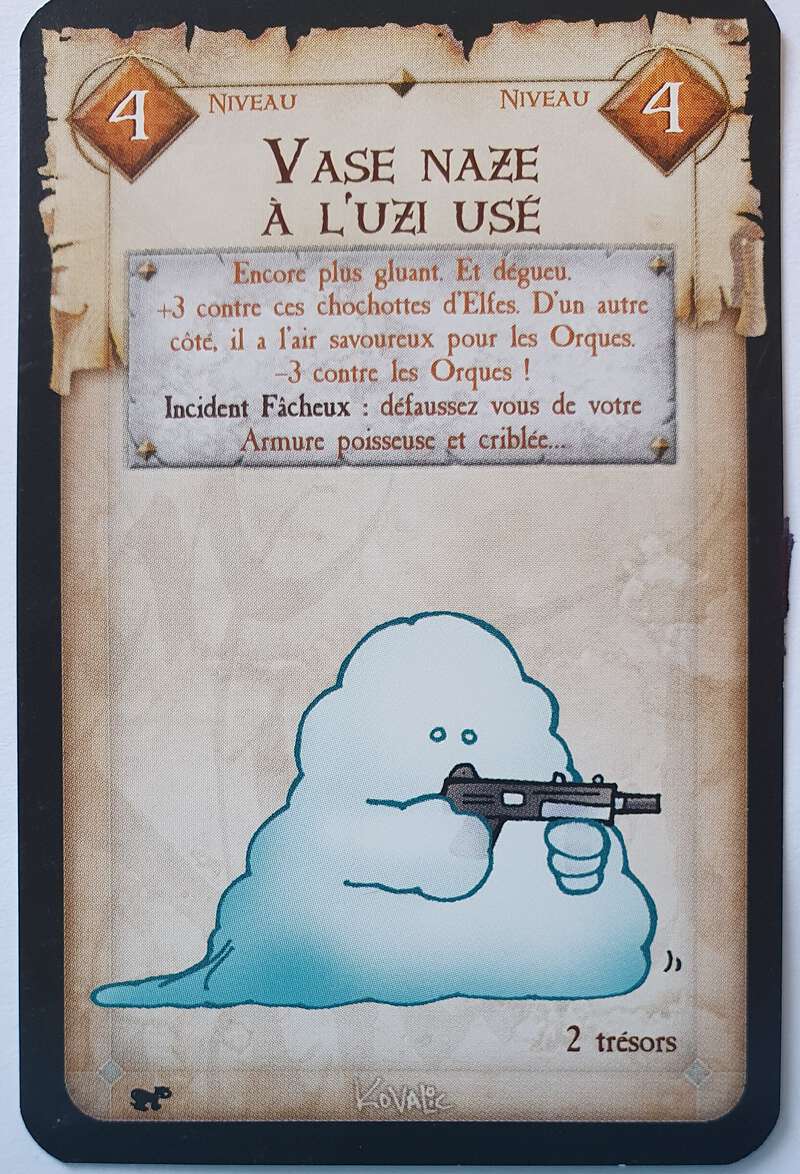 4 Niveau Niveau 4
Vase naze
à l'uzi usé
Encore plus gluant. Et dégueu.
+3 contre ces chochottes d'Elfes. D'un autre
côté, il a l'air savoureux pour les Orques.
-3 contre les Orques !
Incident Fâcheux : défaussez vous de votre
Armure poisseuse et criblée...
2 trésors
Kovalic